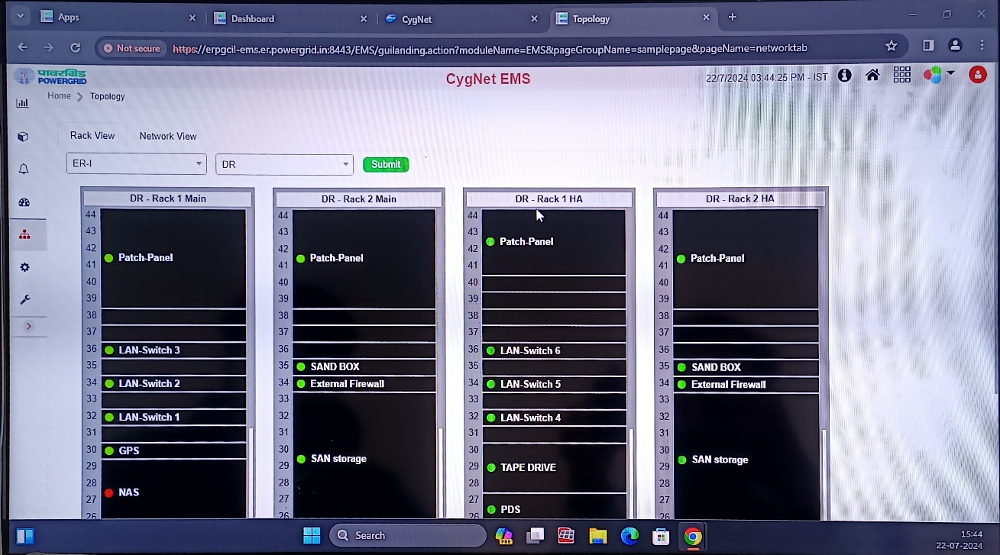 Apps
Dashboard
CygNet
Topology
Not secure
https://erpgcil-ems.er.powergrid.in:8443/EMS/guilanding.action?moduleName=EMS&pageGroupName=samplepage&pageName=networktab
पावरग्रिड
POWERGRID
CygNet EMS
22/7/2024 03:44:25 PM - IST
Home > Topology
Rack View Network View
ER-I DR Submit
DR - Rack 1 Main
44
43
42
41
Patch-Panel
40
39
38
37
36 LAN-Switch 3
35
34 LAN-Switch 2
33
32 LAN-Switch 1
31
30 GPS
29
28
NAS
27
26
DR - Rack 2 Main
44
43
42
41
Patch-Panel
40
39
38
37
36
35 SAND BOX
34 External Firewall
33
32
31
30
SAN storage
29
28
27
26
DR - Rack 1 HA
44
43
Patch-Panel
42
41
40
39
38
37
36 LAN-Switch 6
35
34 LAN-Switch 5
33
32 LAN-Switch 4
31
30
29 TAPE DRIVE
28
27
PDS
26
DR - Rack 2 HA
44
43
42
Patch-Panel
41
40
39
38
37
36
35 SAND BOX
34 External Firewall
33
32
31
30
SAN storage
29
28
27
26
Search
PRE
15:44
22-07-2024